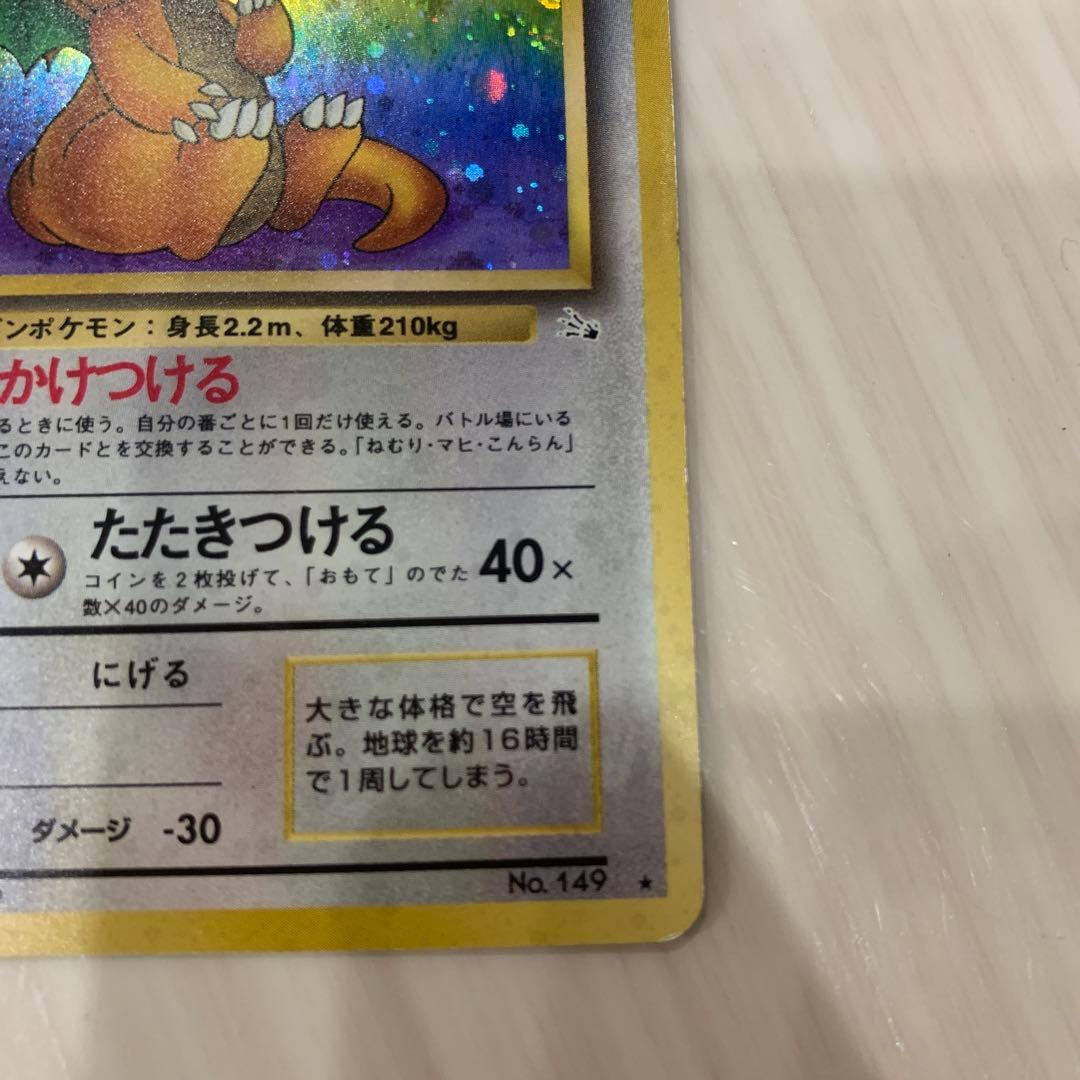 ンポケモン：身長2.2m、体重210kg
かけつける
るときに使う。自分の番ごとに1回だけ使える。バトル場にいる
このカードとを交換することができる。「ねむり・マヒ・こんらん」
えない。
たたきつける
40×
コインを2枚投げて、「おもて」のでた
数×40のダメージ。
にげる
大きな体格で空を飛
ぶ。地球を約16時間
で1周してしまう。
ダメージ -30
No. 149 ★